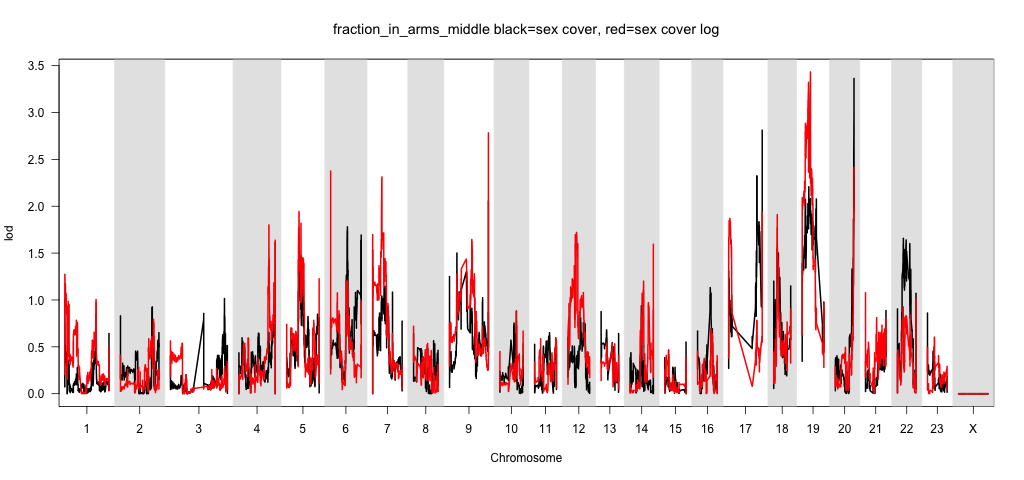 fraction_in_arms_middle black=sex cover, red=sex cover log
3.5
3.0
2.5
2.0
1.5
1.0
0.5
0.0
lod
1 2 3 4 5 6 7 8 9 10 11 12 13 14 15 16 17 18 19 20 21 22 23 X
Chromosome